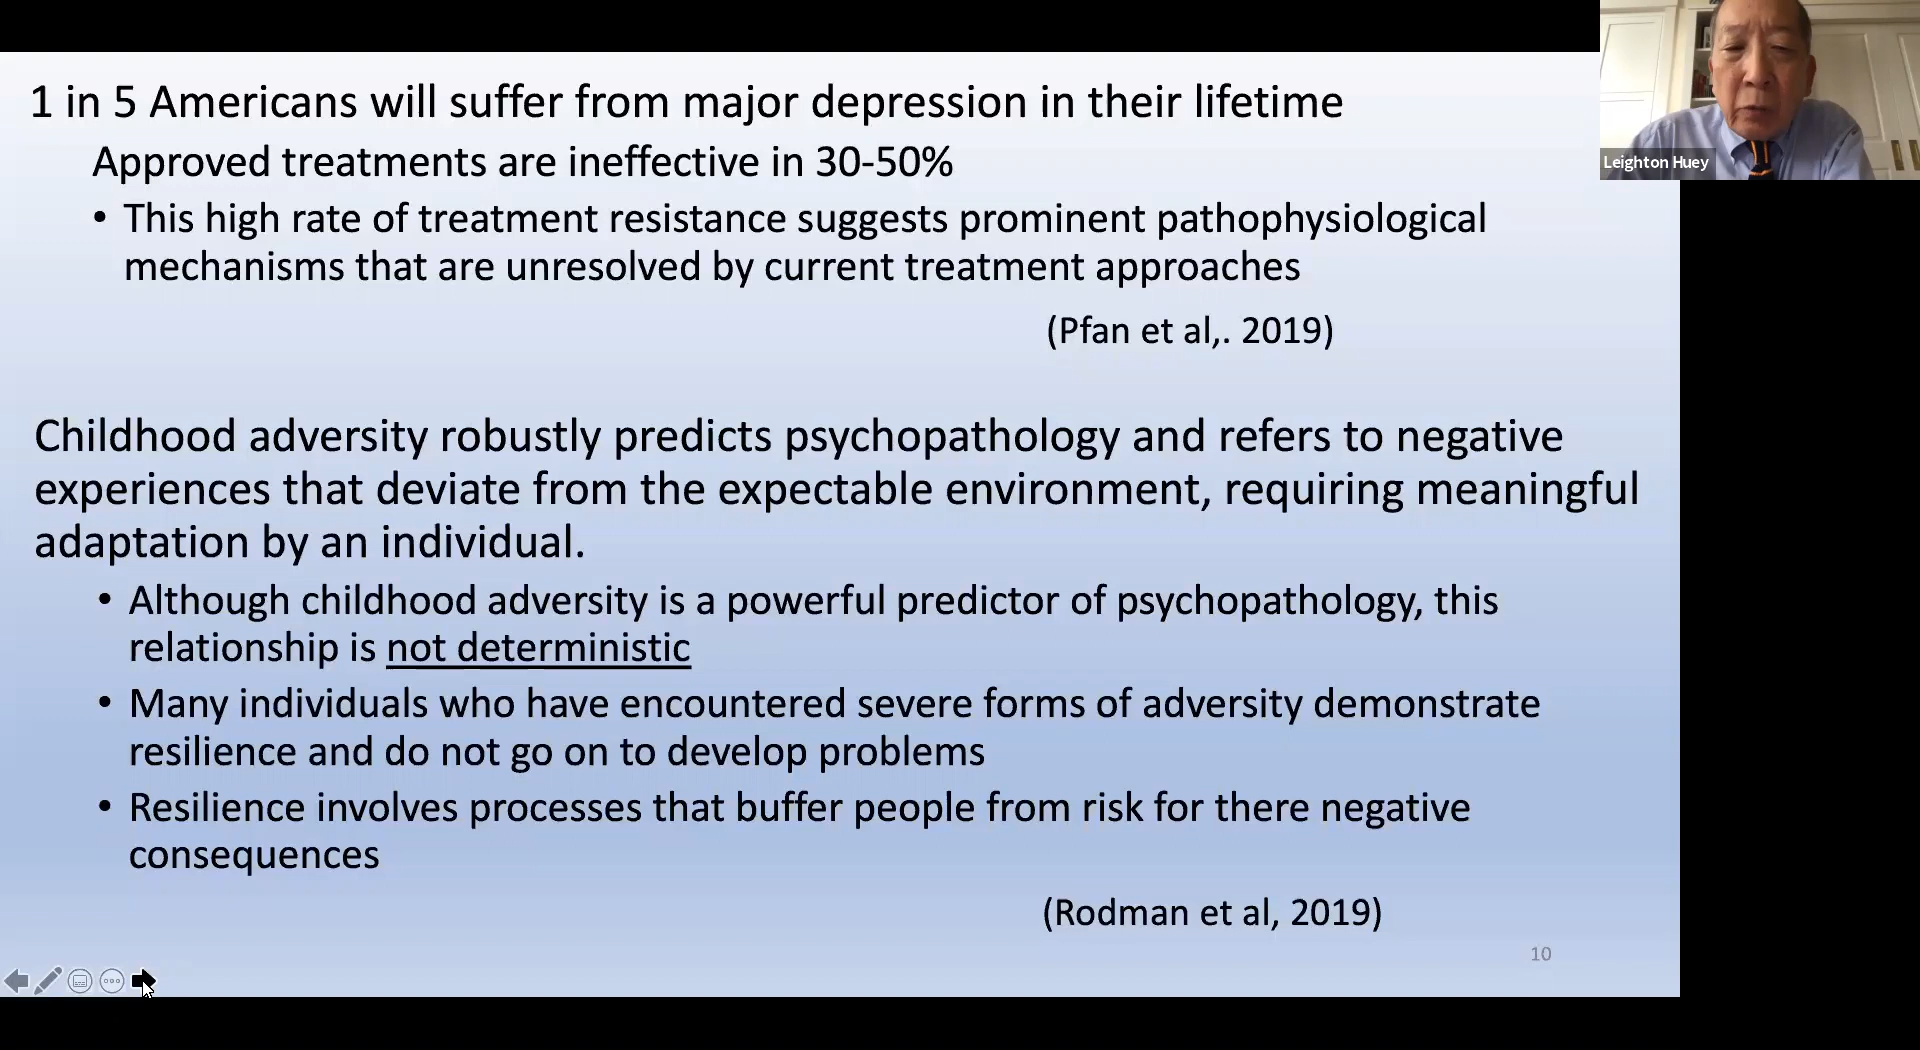 1 in 5 Americans will suffer from major depression in their lifetime
Approved treatments are ineffective in 30-50%
• This high rate of treatment resistance suggests prominent pathophysiological
mechanisms that are unresolved by current treatment approaches
(Pfan et al,. 2019)
Childhood adversity robustly predicts psychopathology and refers to negative
experiences that deviate from the expectable environment, requiring meaningful
adaptation by an individual.
• Although childhood adversity is a powerful predictor of psychopathology, this
relationship is not deterministic
• Many individuals who have encountered severe forms of adversity demonstrate
resilience and do not go on to develop problems
• Resilience involves processes that buffer people from risk for there negative
consequences
(Rodman et al, 2019)
10
Leighton Huey